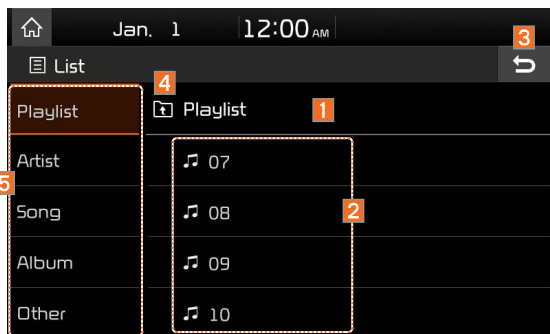 Jan. 1 12:00 AM
3
List
4
Playlist
Playlist 1
Artist
07
5
Song
08 2
Album
09
Other
10